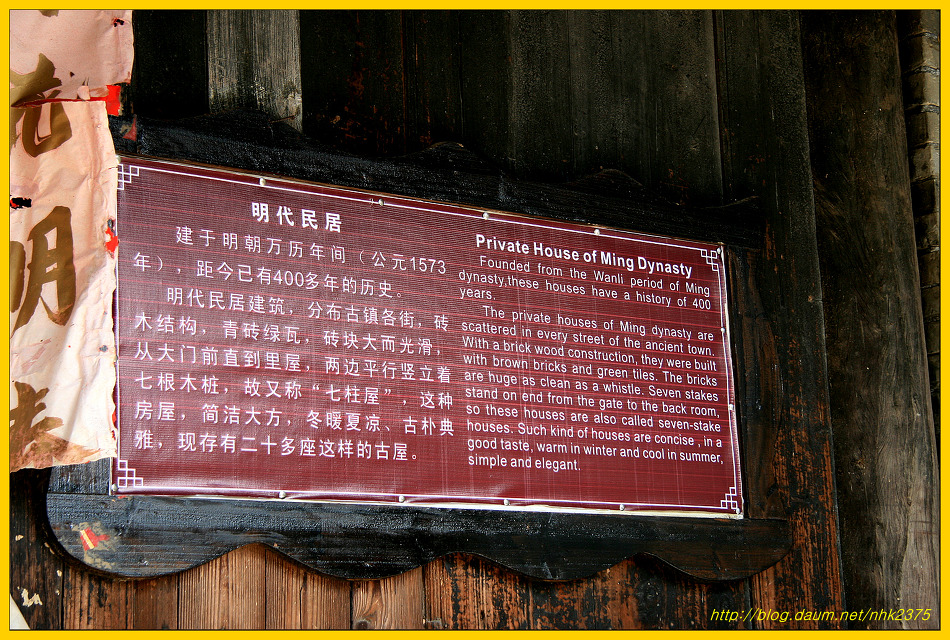 明代民居
建于明朝万历年间（公元1573
年），距今已有400多年的历史。
明代民居建筑，分布古镇各街，砖
木结构，青砖绿瓦，砖块大而光滑，
从大门前直到里屋，两边平行竖立着
七根木桩，故又称“七柱屋”，这种
房屋，简洁大方，冬暖夏凉、古朴典
雅，现存有二十多座这样的古屋。
Private House of Ming Dynasty
Founded from the Wanli period of Ming
dynasty,these houses have a history of 400
years.
The private houses of Ming dynasty are
scattered in every street of the ancient town.
With a brick wood construction, they were built
with brown bricks and green tiles. The bricks
are huge as clean as a whistle. Seven stakes
stand on end from the gate to the back room,
so these houses are also called seven-stake
houses. Such kind of houses are concise , in a
good taste, warm in winter and cool in summer,
simple and elegant.
明
http://blog.daum.net/nhk2375